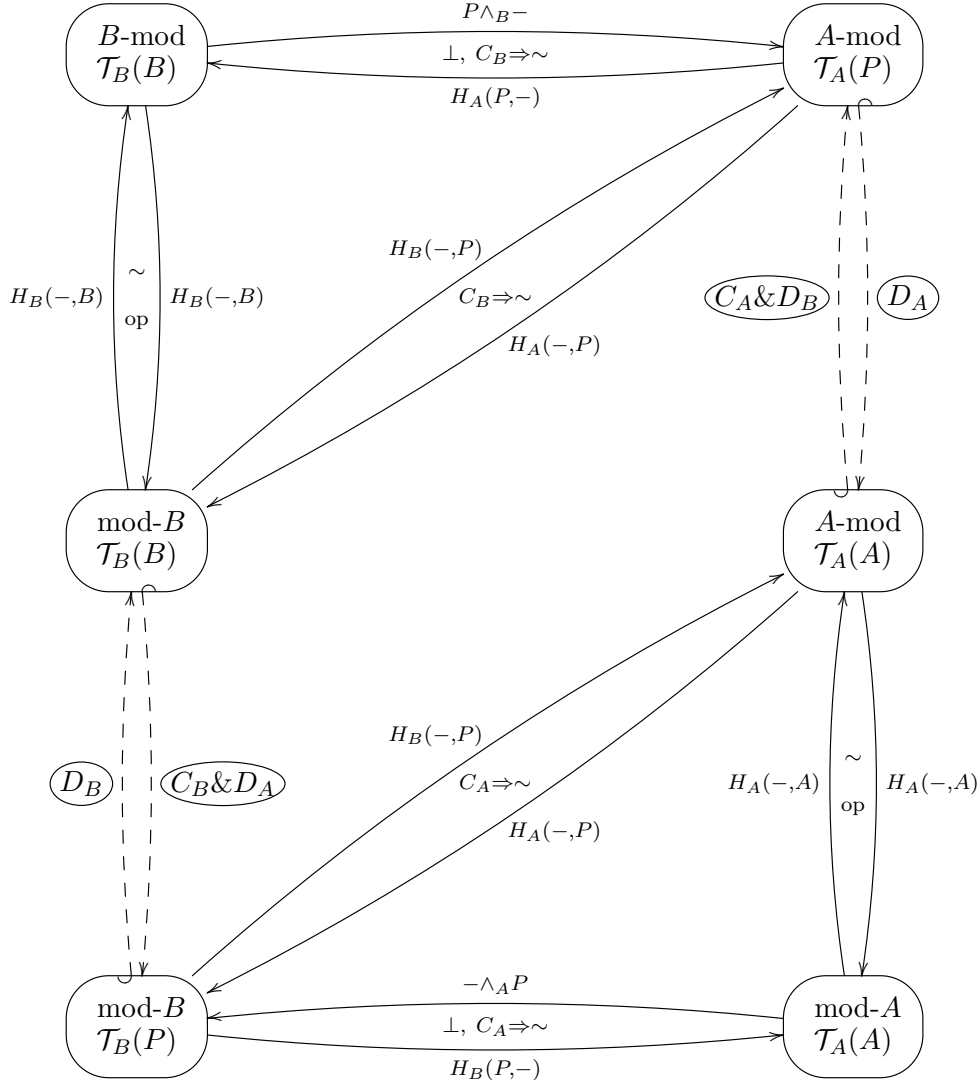 P∧_B−
B-mod
𝒯_B(B)
⊥, C_B⇒∼
A-mod
𝒯_A(P)
H_A(P,−)
H_B(−,B)
∼
op
H_B(−,B)
H_B(−,P)
C_B⇒∼
H_A(−,P)
C_A&D_B
D_A
mod-B
𝒯_B(B)
A-mod
𝒯_A(A)
D_B
C_B&D_A
H_B(−,P)
C_A⇒∼
H_A(−,P)
H_A(−,A)
∼
op
H_A(−,A)
mod-B
𝒯_B(P)
−∧_AP
⊥, C_A⇒∼
H_B(P,−)
mod-A
𝒯_A(A)